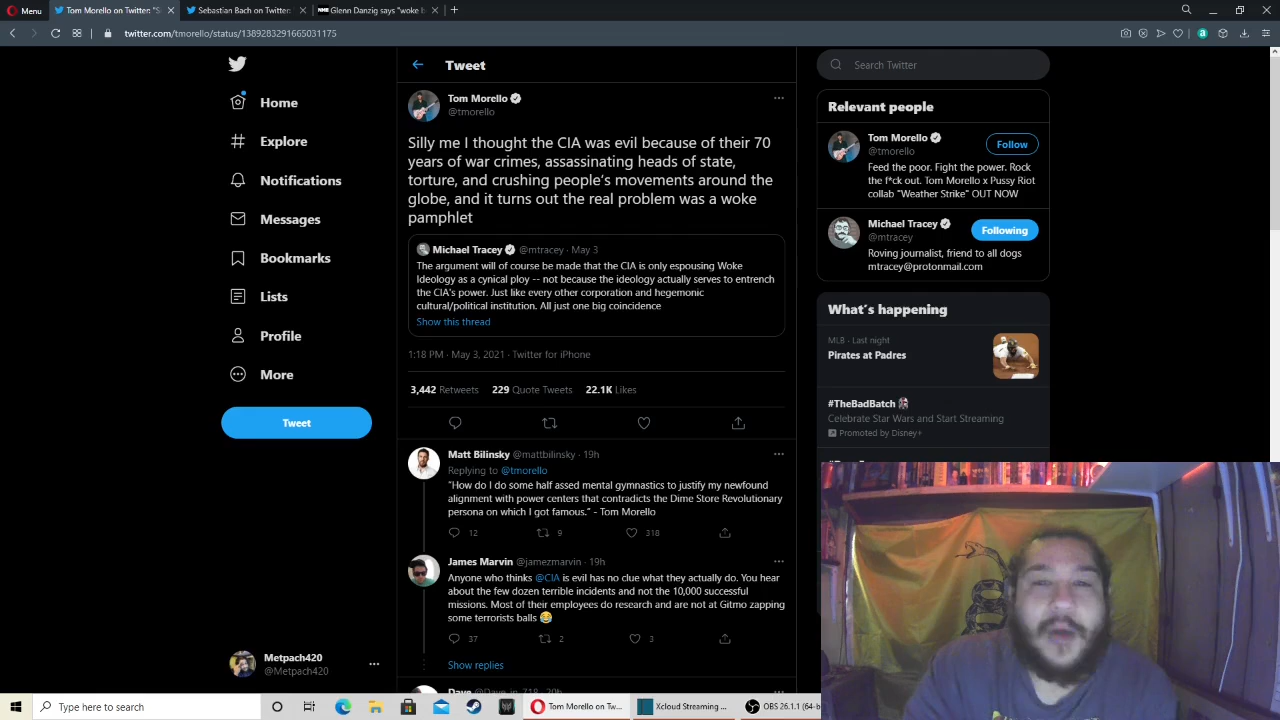 Menu
Tom Morello on Twitter: "S
Sebastian Bach on Twitter:
NME
Glenn Danzig says "woke b
twitter.com/tmorello/status/1389283291665031175
Home
Explore
Notifications
Messages
Bookmarks
Lists
Profile
More
Tweet
Metpach420
@Metpach420
Tweet
Tom Morello
@tmorello
Silly me I thought the CIA was evil because of their 70
years of war crimes, assassinating heads of state,
torture, and crushing people's movements around the
globe, and it turns out the real problem was a woke
pamphlet
Michael Tracey @mtracey · May 3
The argument will of course be made that the CIA is only espousing Woke
Ideology as a cynical ploy -- not because the ideology actually serves to entrench
the CIA's power. Just like every other corporation and hegemonic
cultural/political institution. All just one big coincidence
Show this thread
1:18 PM · May 3, 2021 · Twitter for iPhone
3,442 Retweets 229 Quote Tweets 22.1K Likes
Matt Bilinsky @mattbilinsky · 19h
Replying to @tmorello
"How do I do some half assed mental gymnastics to justify my newfound
alignment with power centers that contradicts the Dime Store Revolutionary
persona on which I got famous." - Tom Morello
12 9 318
James Marvin @jamezmarvin · 19h
Anyone who thinks @CIA is evil has no clue what they actually do. You hear
about the few dozen terrible incidents and not the 10,000 successful
missions. Most of their employees do research and are not at Gitmo zapping
some terrorists balls 😂
37 2 3
Show replies
Dave @Dave_in_718 · 20h
Search Twitter
Relevant people
Tom Morello
@tmorello
Follow
Feed the poor. Fight the power. Rock
the f*ck out. Tom Morello x Pussy Riot
collab "Weather Strike" OUT NOW
Michael Tracey
@mtracey
Following
Roving journalist, friend to all dogs
mtracey@protonmail.com
What's happening
MLB · Last night
Pirates at Padres
#TheBadBatch
Celebrate Star Wars and Start Streaming
Promoted by Disney+
Type here to search
Tom Morello on Tw...
Xcloud Streaming ...
OBS 26.1.1 (64-b